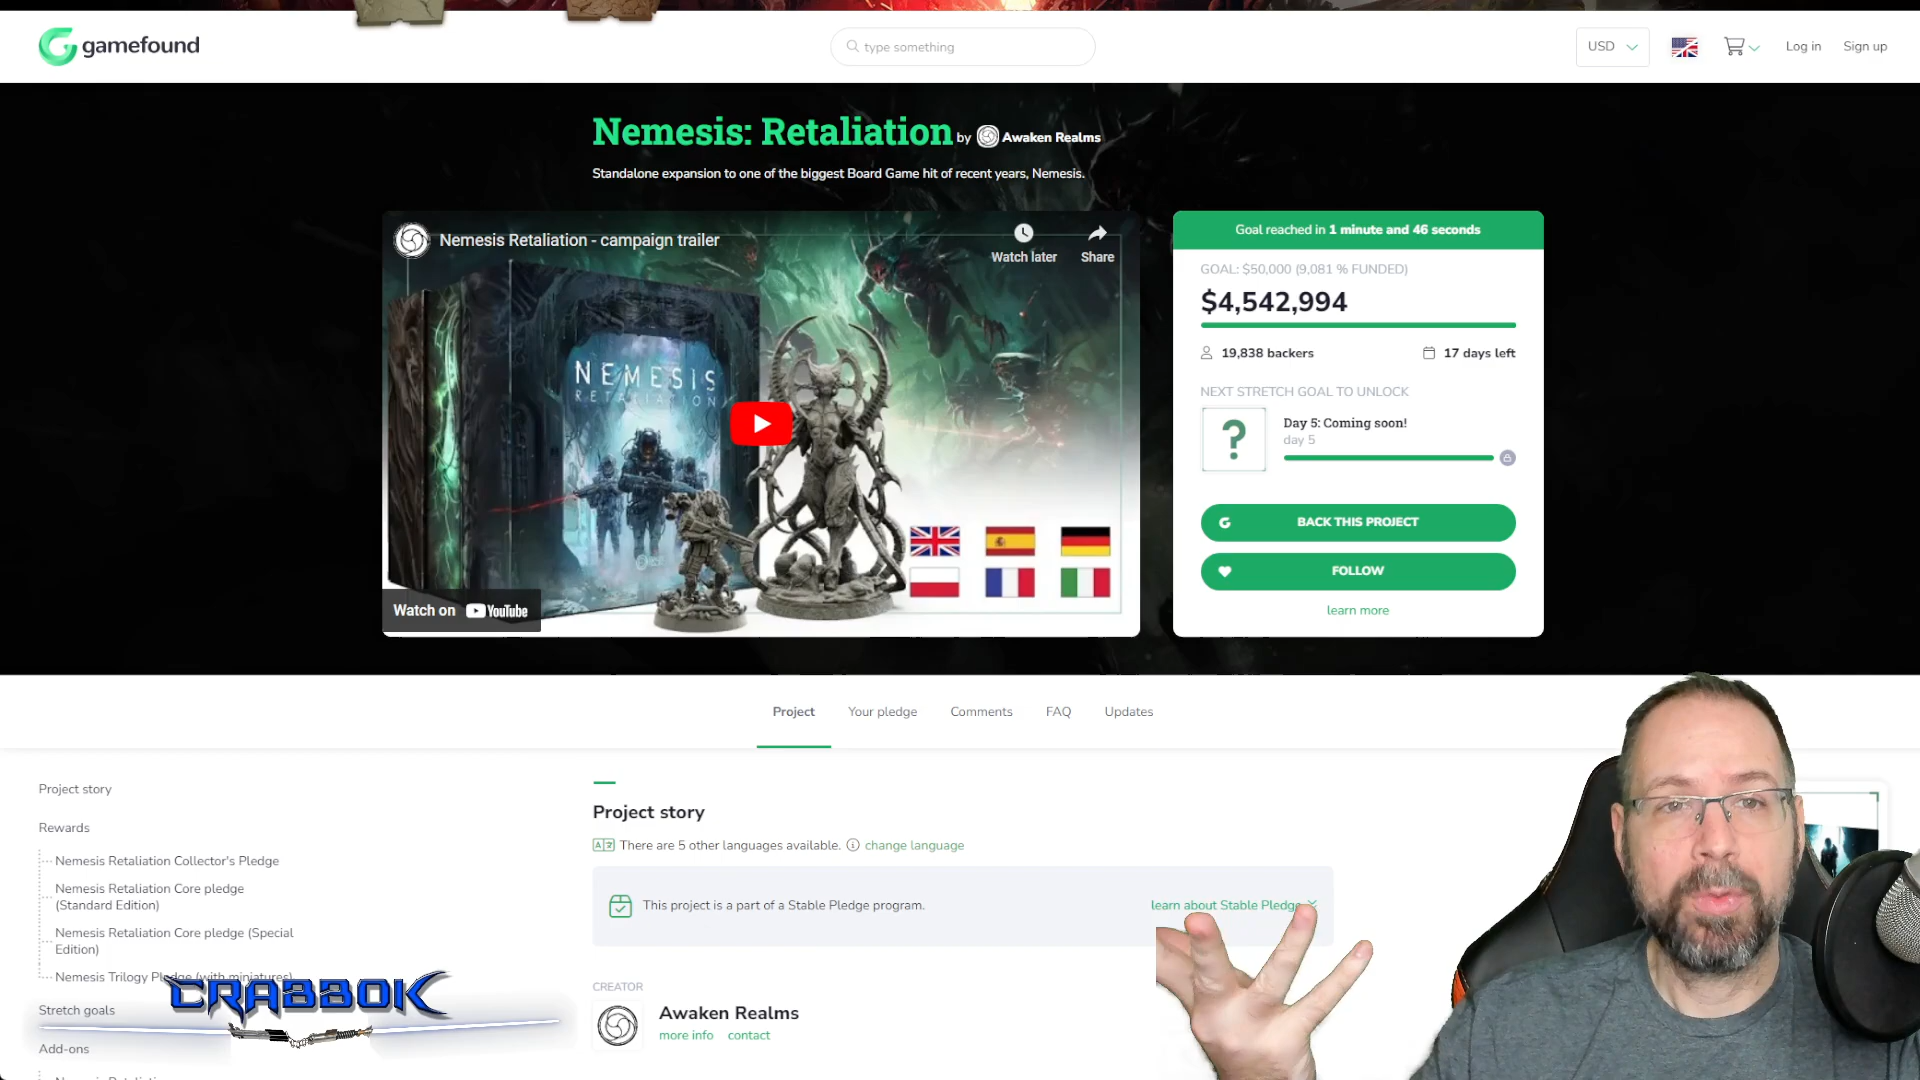 gamefound
type something
USD
Log in
Sign up
Nemesis: Retaliation by Awaken Realms
Standalone expansion to one of the biggest Board Game hit of recent years, Nemesis.
Nemesis Retaliation - campaign trailer
Watch later
Share
NEMESIS
RETALIATION
Watch on YouTube
Goal reached in 1 minute and 46 seconds
GOAL: $50,000 (9,081 % FUNDED)
$4,542,994
19,838 backers
17 days left
NEXT STRETCH GOAL TO UNLOCK
?
Day 5: Coming soon!
day 5
BACK THIS PROJECT
FOLLOW
learn more
Project
Your pledge
Comments
FAQ
Updates
Project story
Rewards
Nemesis Retaliation Collector's Pledge
Nemesis Retaliation Core pledge
(Standard Edition)
Nemesis Retaliation Core pledge (Special
Edition)
Nemesis Trilogy Pledge (with miniatures)
Stretch goals
Add-ons
CRABBOK
Project story
There are 5 other languages available. change language
This project is a part of a Stable Pledge program.
learn about Stable Pledge
CREATOR
Awaken Realms
more info
contact